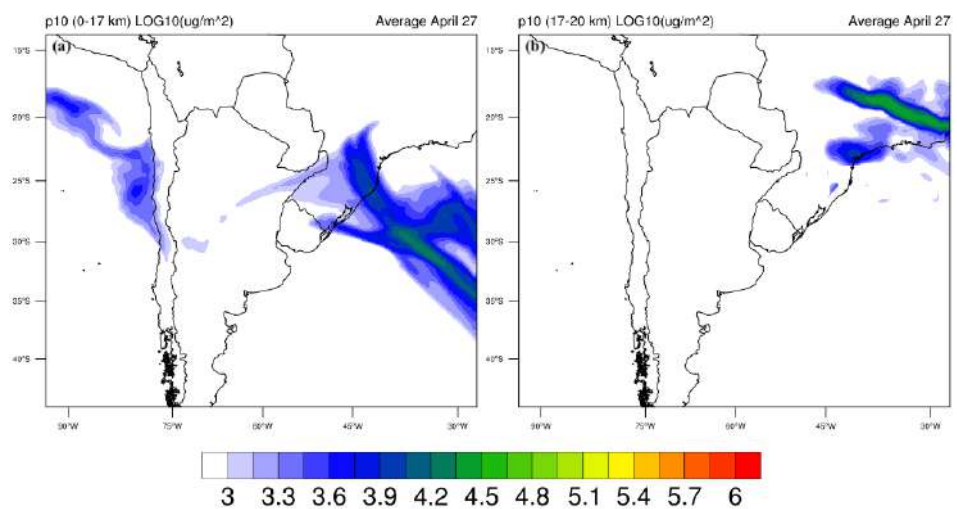 p10 (0-17 km) LOG10(ug/m^2) Average April 27
p10 (17-20 km) LOG10(ug/m^2) Average April 27
(a)
15°S
20°S
25°S
30°S
35°S
40°S
90°W 75°W 60°W 45°W 30°W
(b)
15°S
20°S
25°S
30°S
35°S
40°S
90°W 75°W 60°W 45°W 30°W
3 3.3 3.6 3.9 4.2 4.5 4.8 5.1 5.4 5.7 6